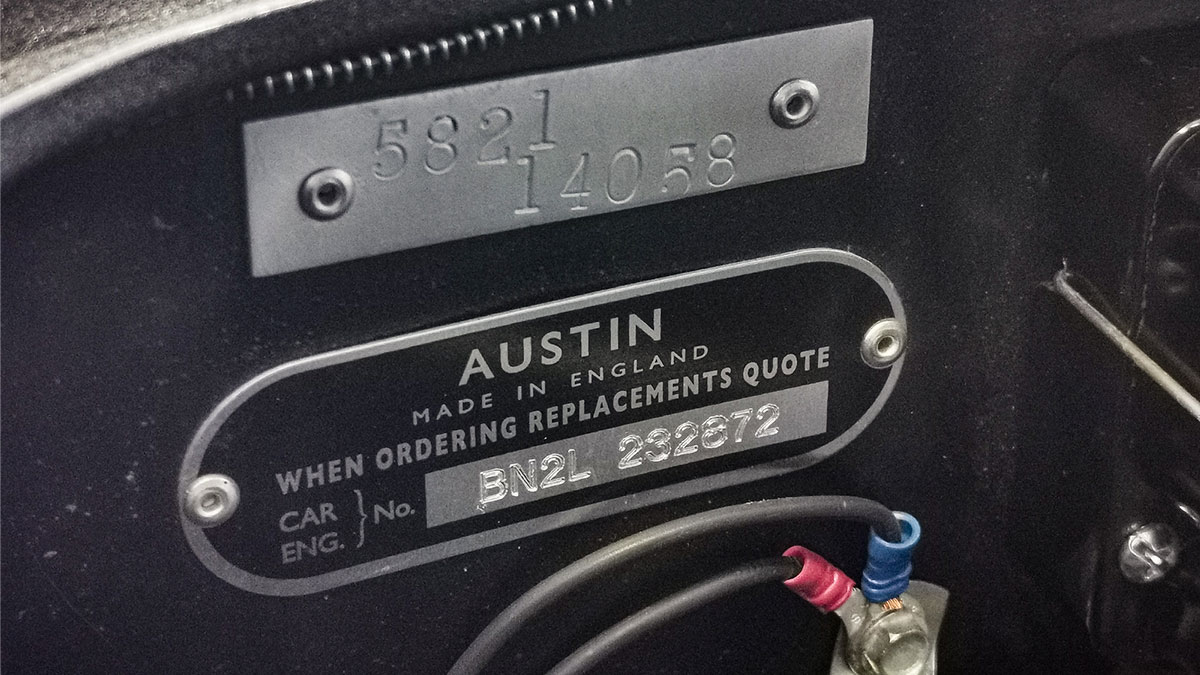 5821
14058
AUSTIN
MADE IN ENGLAND
WHEN ORDERING REPLACEMENTS QUOTE
CAR
ENG. } No. BN2L 232872